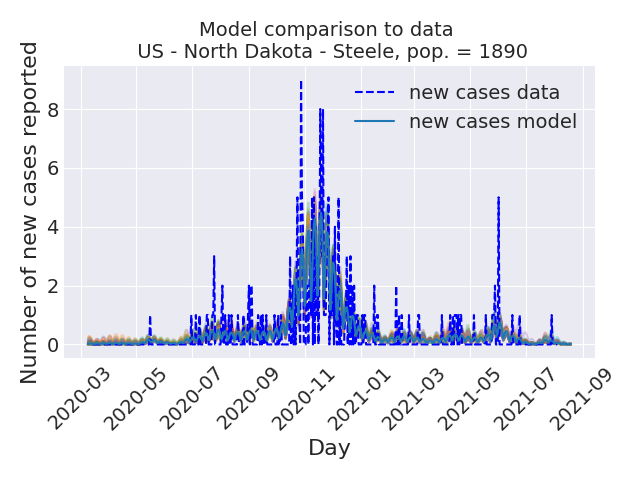 Model comparison to data
US - North Dakota - Steele, pop. = 1890
new cases data
new cases model
Number of new cases reported
8
6
4
2
0
2020-03
2020-05
2020-07
2020-09
2020-11
2021-01
2021-03
2021-05
2021-07
2021-09
Day